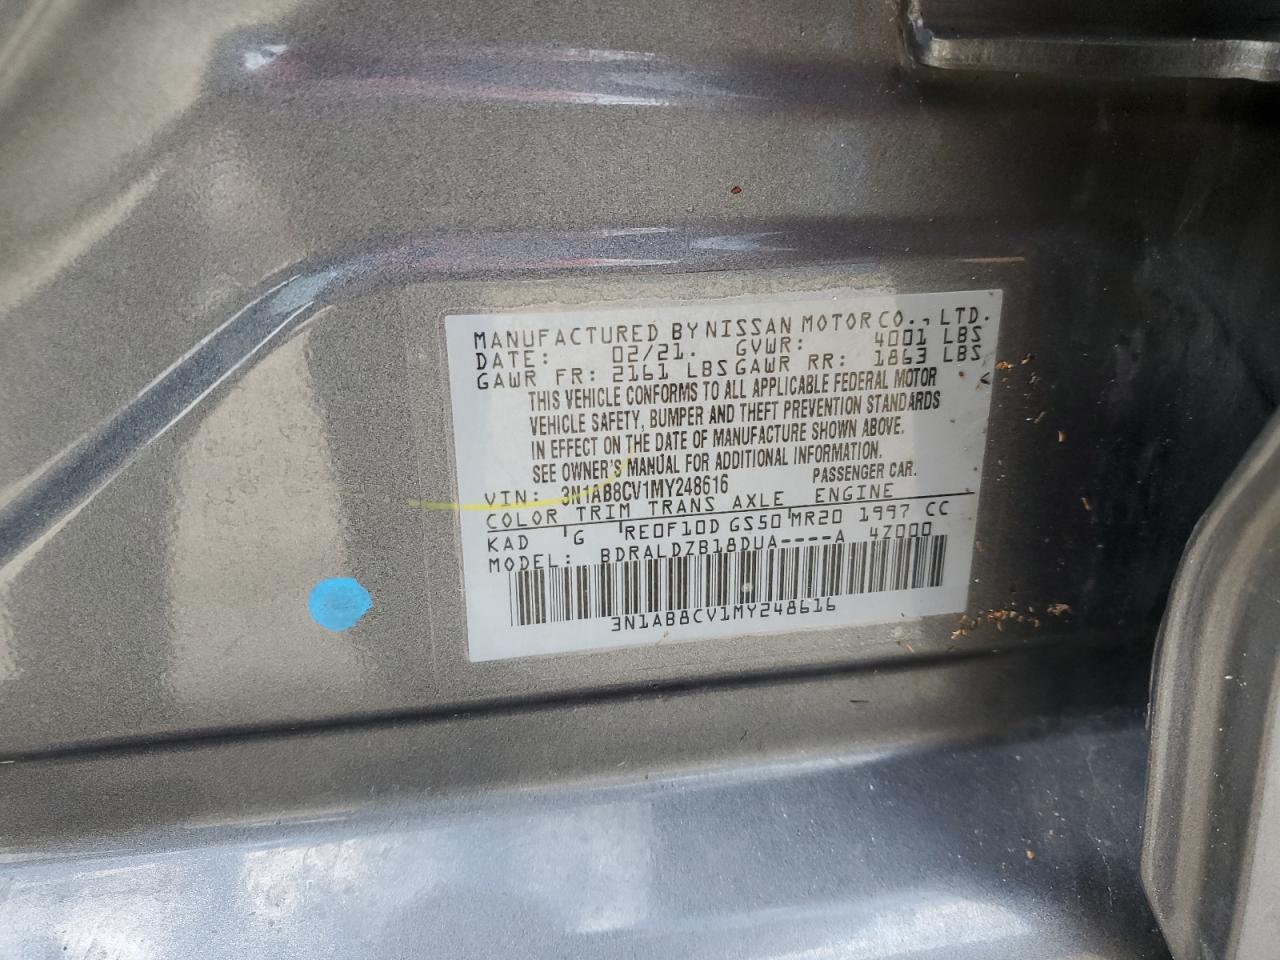 MANUFACTURED BY NISSAN MOTOR CO., LTD.
DATE: 02/21. GVWR: 4001 LBS
GAWR FR: 2161 LBS GAWR RR: 1863 LBS
THIS VEHICLE CONFORMS TO ALL APPLICABLE FEDERAL MOTOR
VEHICLE SAFETY, BUMPER AND THEFT PREVENTION STANDARDS
IN EFFECT ON THE DATE OF MANUFACTURE SHOWN ABOVE.
SEE OWNER'S MANUAL FOR ADDITIONAL INFORMATION.
VIN: 3N1AB8CV1MY248616 PASSENGER CAR.
COLOR TRIM TRANS AXLE ENGINE
KAD G RE0F10D GS50 MR20 1997 CC
MODEL: BDRALDZB18DUA----A 4Z000
3N1AB8CV1MY248616